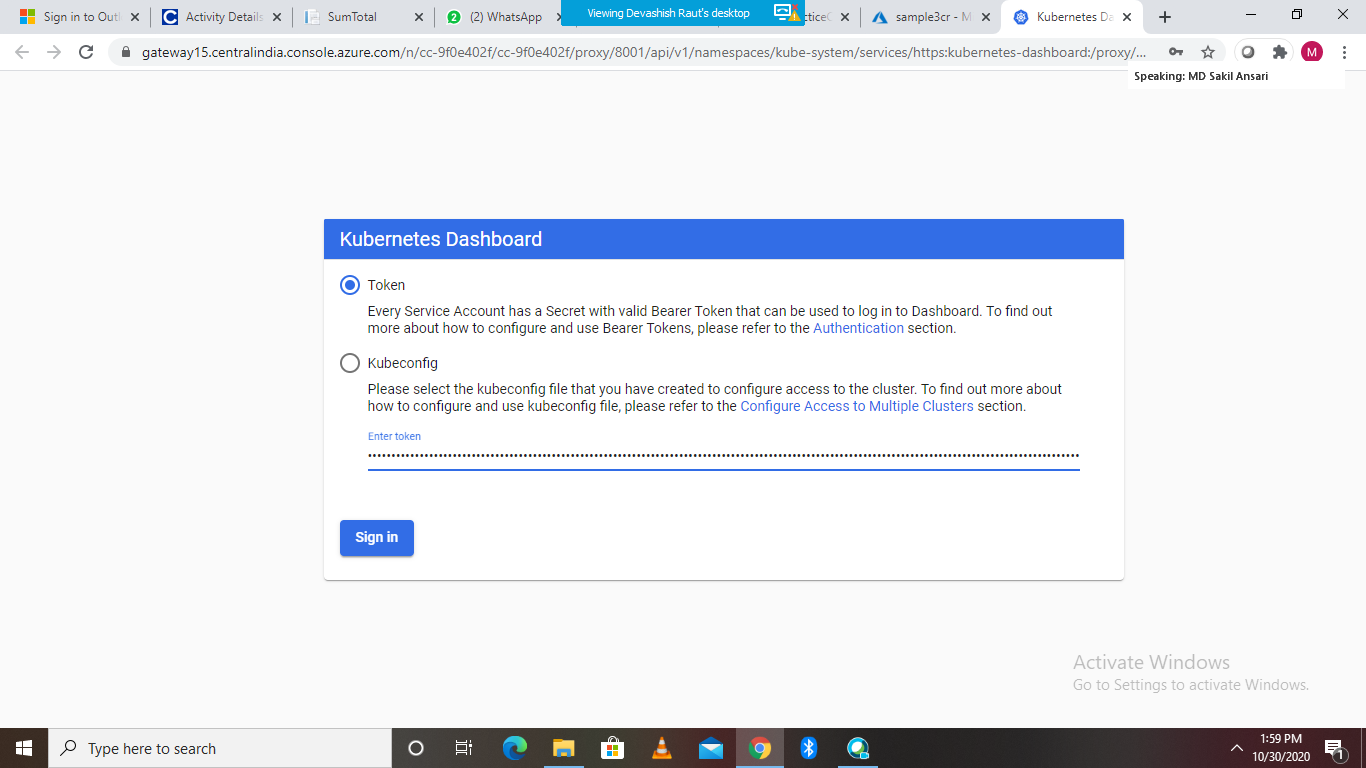 Sign in to Outl
Activity Details
SumTotal
(2) WhatsApp
Viewing Devashish Raut's desktop
sample3cr - M
Kubernetes Da
gateway15.centralindia.console.azure.com/n/cc-9f0e402f/cc-9f0e402f/proxy/8001/api/v1/namespaces/kube-system/services/https:kubernetes-dashboard:/proxy/...
M
Speaking: MD Sakil Ansari
Kubernetes Dashboard
Token
Every Service Account has a Secret with valid Bearer Token that can be used to log in to Dashboard. To find out
more about how to configure and use Bearer Tokens, please refer to the Authentication section.
Kubeconfig
Please select the kubeconfig file that you have created to configure access to the cluster. To find out more about
how to configure and use kubeconfig file, please refer to the Configure Access to Multiple Clusters section.
Enter token
Sign in
Activate Windows
Go to Settings to activate Windows.
Type here to search
1:59 PM
10/30/2020
1